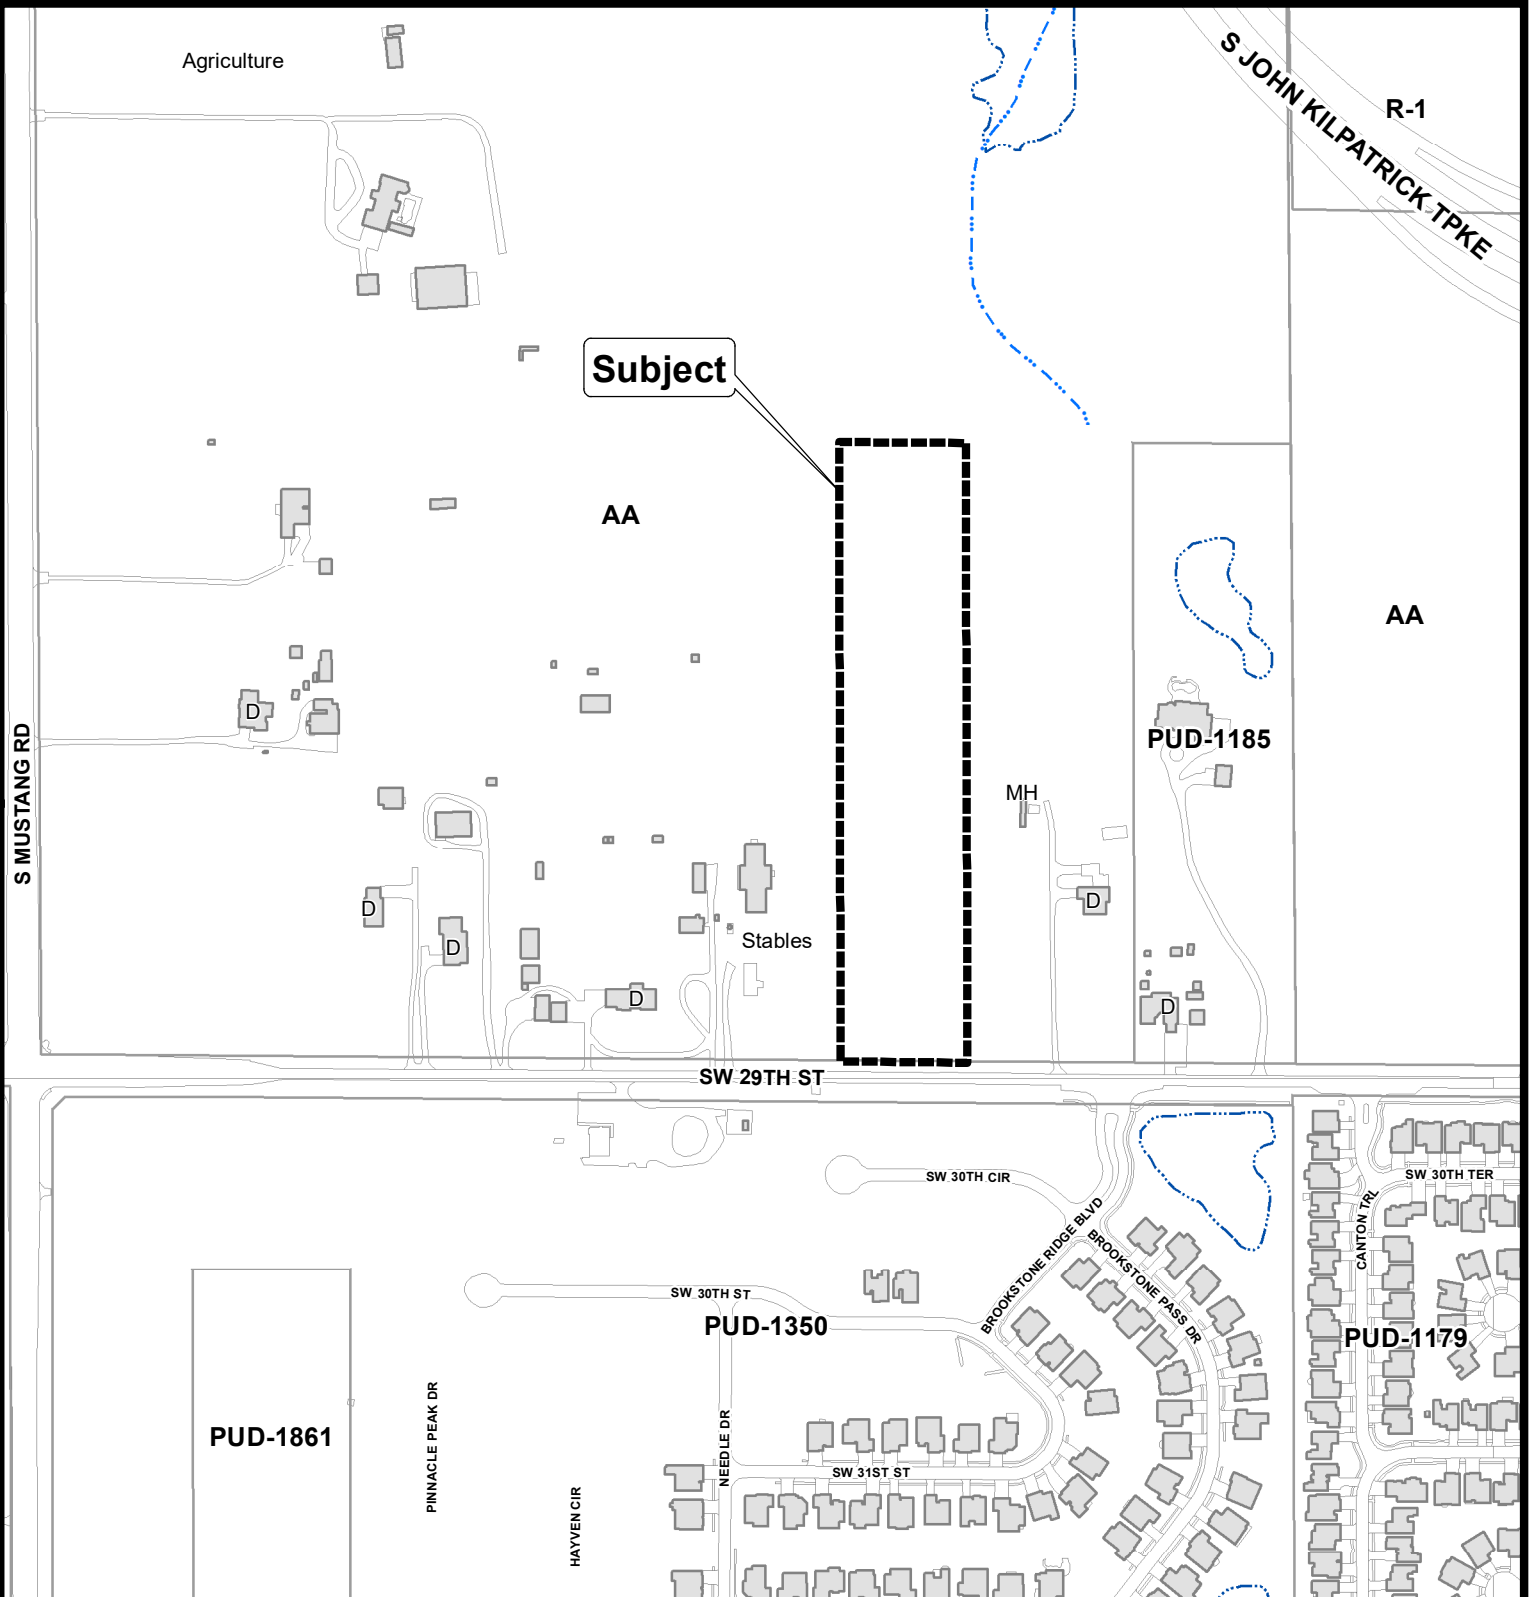 Agriculture
S JOHN KILPATRICK TPKE
R-1
Subject
AA
AA
D
S MUSTANG RD
PUD-1185
MH
D
D
D
Stables
D
D
SW 29TH ST
SW 30TH CIR
SW 30TH TER
CANTON TRL
BROOKSTONE RIDGE BLVD
BROOKSTONE PASS DR
SW 30TH ST
PUD-1350
PUD-1179
PUD-1861
PINNACLE PEAK DR
NEEDLE DR
SW 31ST ST
HAYVEN CIR